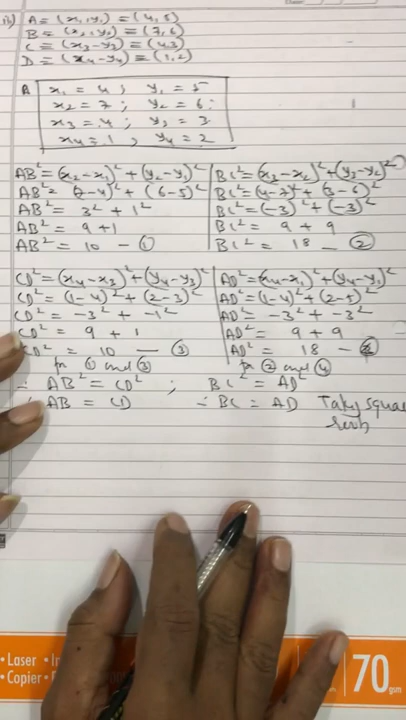 A = (x₁, y₁) = (4, 5)
B = (x₂, y₂) = (7, 6)
C = (x₃ - y₃) = (4,3)
D = (x₄ - y₄) = (1, 2)
A x₁ = 4 ; y₁ = 5
x₂ = 7 ; y₂ = 6 :
x₃ = 4 ; y₃ = 3
x₄ = 1 , y₄ = 2
AB² = (x₂-x₁)² + (y₂-y₁)²
AB² = (7-4)² + (6-5)²
AB² = 3² + 1²
AB² = 9 + 1
AB² = 10 — ①
BC² = (x₃-x₂)² + (y₃-y₂)²
BC² = (4-7)² + (3-6)²
BC² = (-3)² + (-3)²
BC² = 9 + 9
BC² = 18 — ②
CD² = (x₄-x₃)² + (y₄-y₃)²
CD² = (1-4)² + (2-3)²
CD² = -3² + -1²
CD² = 9 + 1
CD² = 10 — ③
AD² = (x₄-x₁)² + (y₄-y₁)²
AD² = (1-4)² + (2-5)²
AD² = -3² + -3²
AD² = 9 + 9
AD² = 18 — ④
① and ③
② and ④
∴ AB² = CD² ; BC² = AD²
∴ AB = CD ∴ BC = AD Taky squar
• Laser
• Copier
70 gsm